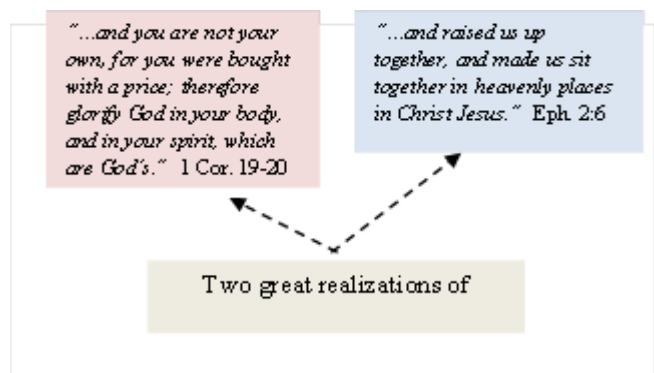 "...and you are not your
own, for you were bought
with a price; therefore
glorify God in your body,
and in your spirit, which
are God's."  1 Cor. 19-20
"...and raised us up
together, and made us sit
together in heavenly places
in Christ Jesus."  Eph. 2:6
Two great realizations of